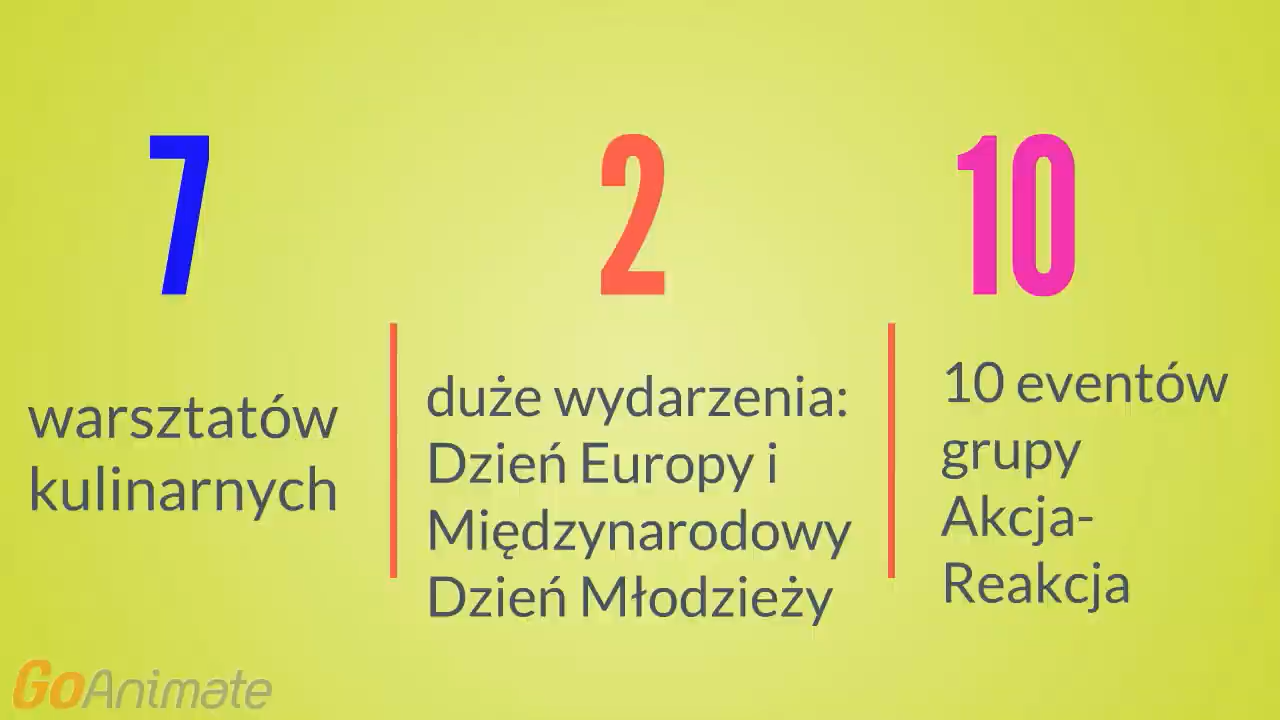 7
warsztatów
kulinarnych
2
duże wydarzenia:
Dzień Europy i
Międzynarodowy
Dzień Młodzieży
10
10 eventów
grupy
Akcja-
Reakcja
GoAnimate